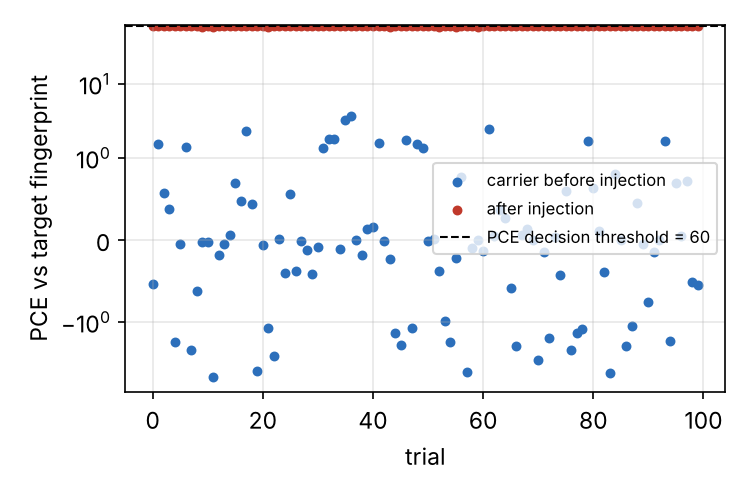 PCE vs target fingerprint
10¹
10⁰
0
−10⁰
carrier before injection
after injection
PCE decision threshold = 60
0 20 40 60 80 100
trial